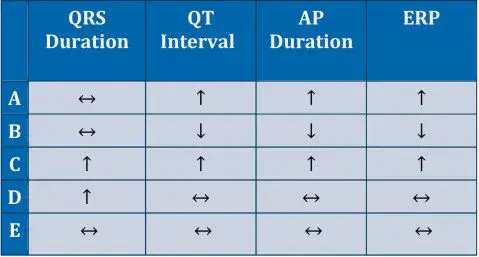 QRS Duration QT Interval AP Duration ERP
A ↔ ↑ ↑ ↑
B ↔ ↓ ↓ ↓
C ↑ ↑ ↑ ↑
D ↑ ↔ ↔ ↔
E ↔ ↔ ↔ ↔